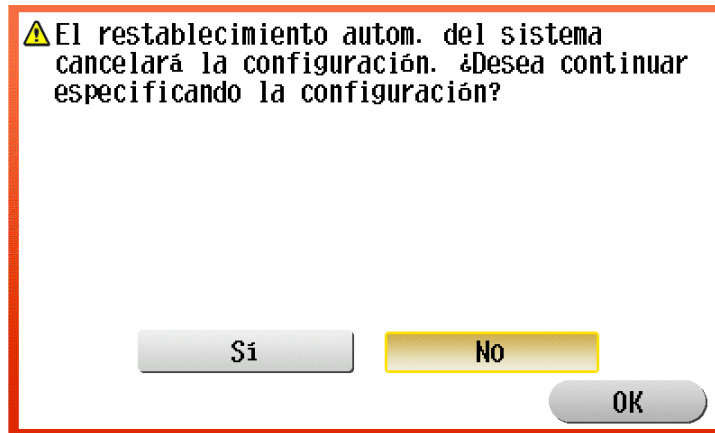 El restablecimiento autom. del sistema
cancelará la configuración. ¿Desea continuar
especificando la configuración?
Sí
No
OK